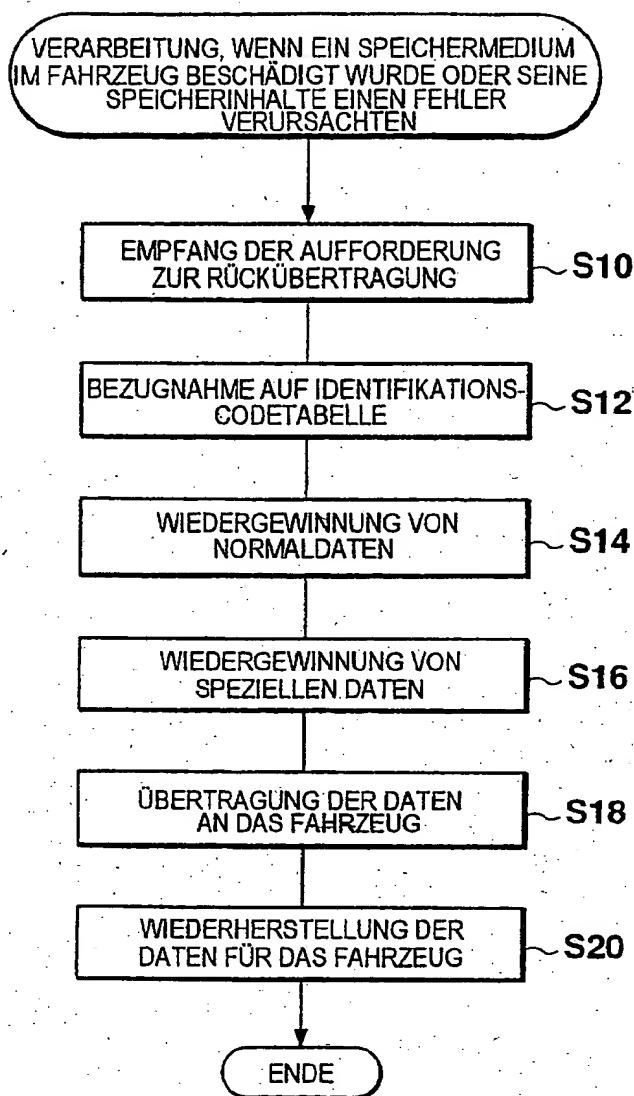 VERARBEITUNG, WENN EIN SPEICHERMEDIUM
IM FAHRZEUG BESCHÄDIGT WURDE ODER SEINE
SPEICHERINHALTE EINEN FEHLER
VERURSACHTEN
EMPFANG DER AUFFORDERUNG
ZUR RÜCKÜBERTRAGUNG
S10
BEZUGNAHME AUF IDENTIFIKATIONS-
CODETABELLE
S12
WIEDERGEWINNUNG VON
NORMALDATEN
S14
WIEDERGEWINNUNG VON
SPEZIELLEN DATEN
S16
ÜBERTRAGUNG DER DATEN
AN DAS FAHRZEUG
S18
WIEDERHERSTELLUNG DER
DATEN FÜR DAS FAHRZEUG
S20
ENDE